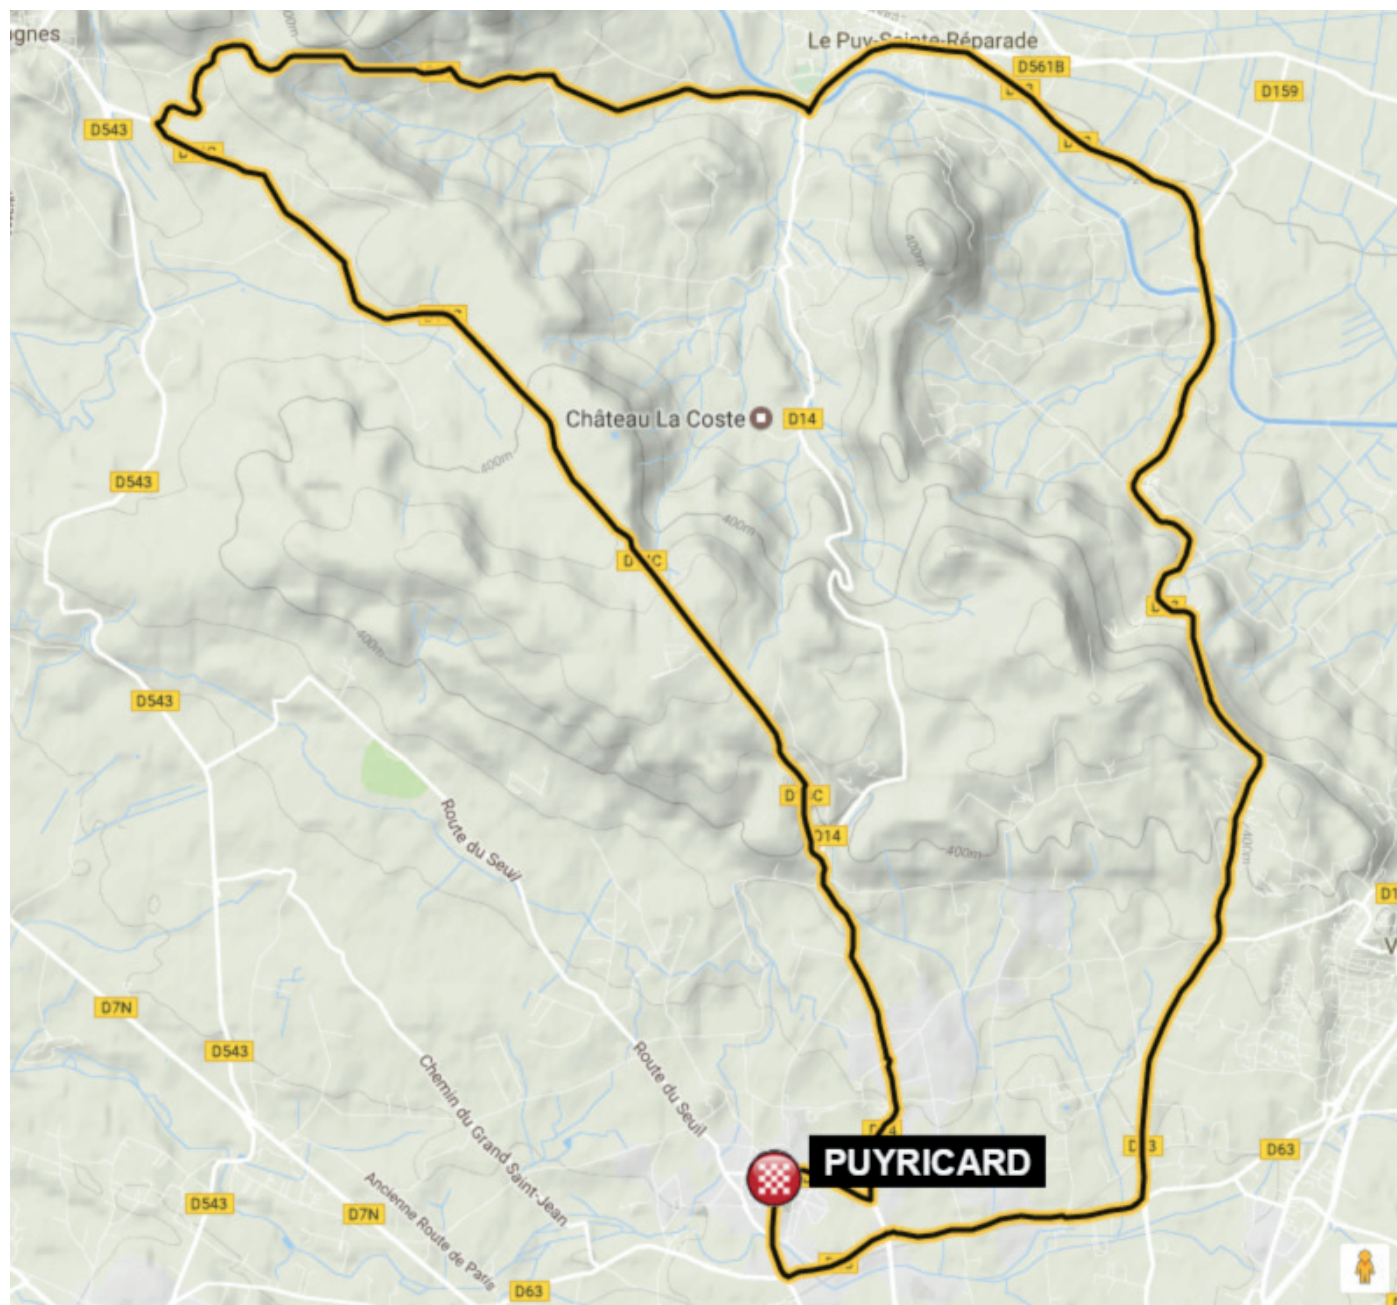 ognes
Le Puy-Sainte-Réparade
D561B
D159
D543
400m
400m
Château La Coste
D14
D543
400m
400m
400m
D543
D14
400m
400m
Route du Seuil
D7N
D543
Route du Seuil
Chemin du Grand Saint-Jean
Ancienne Route de Paris
PUYRICARD
D63
D543
D7N
D63